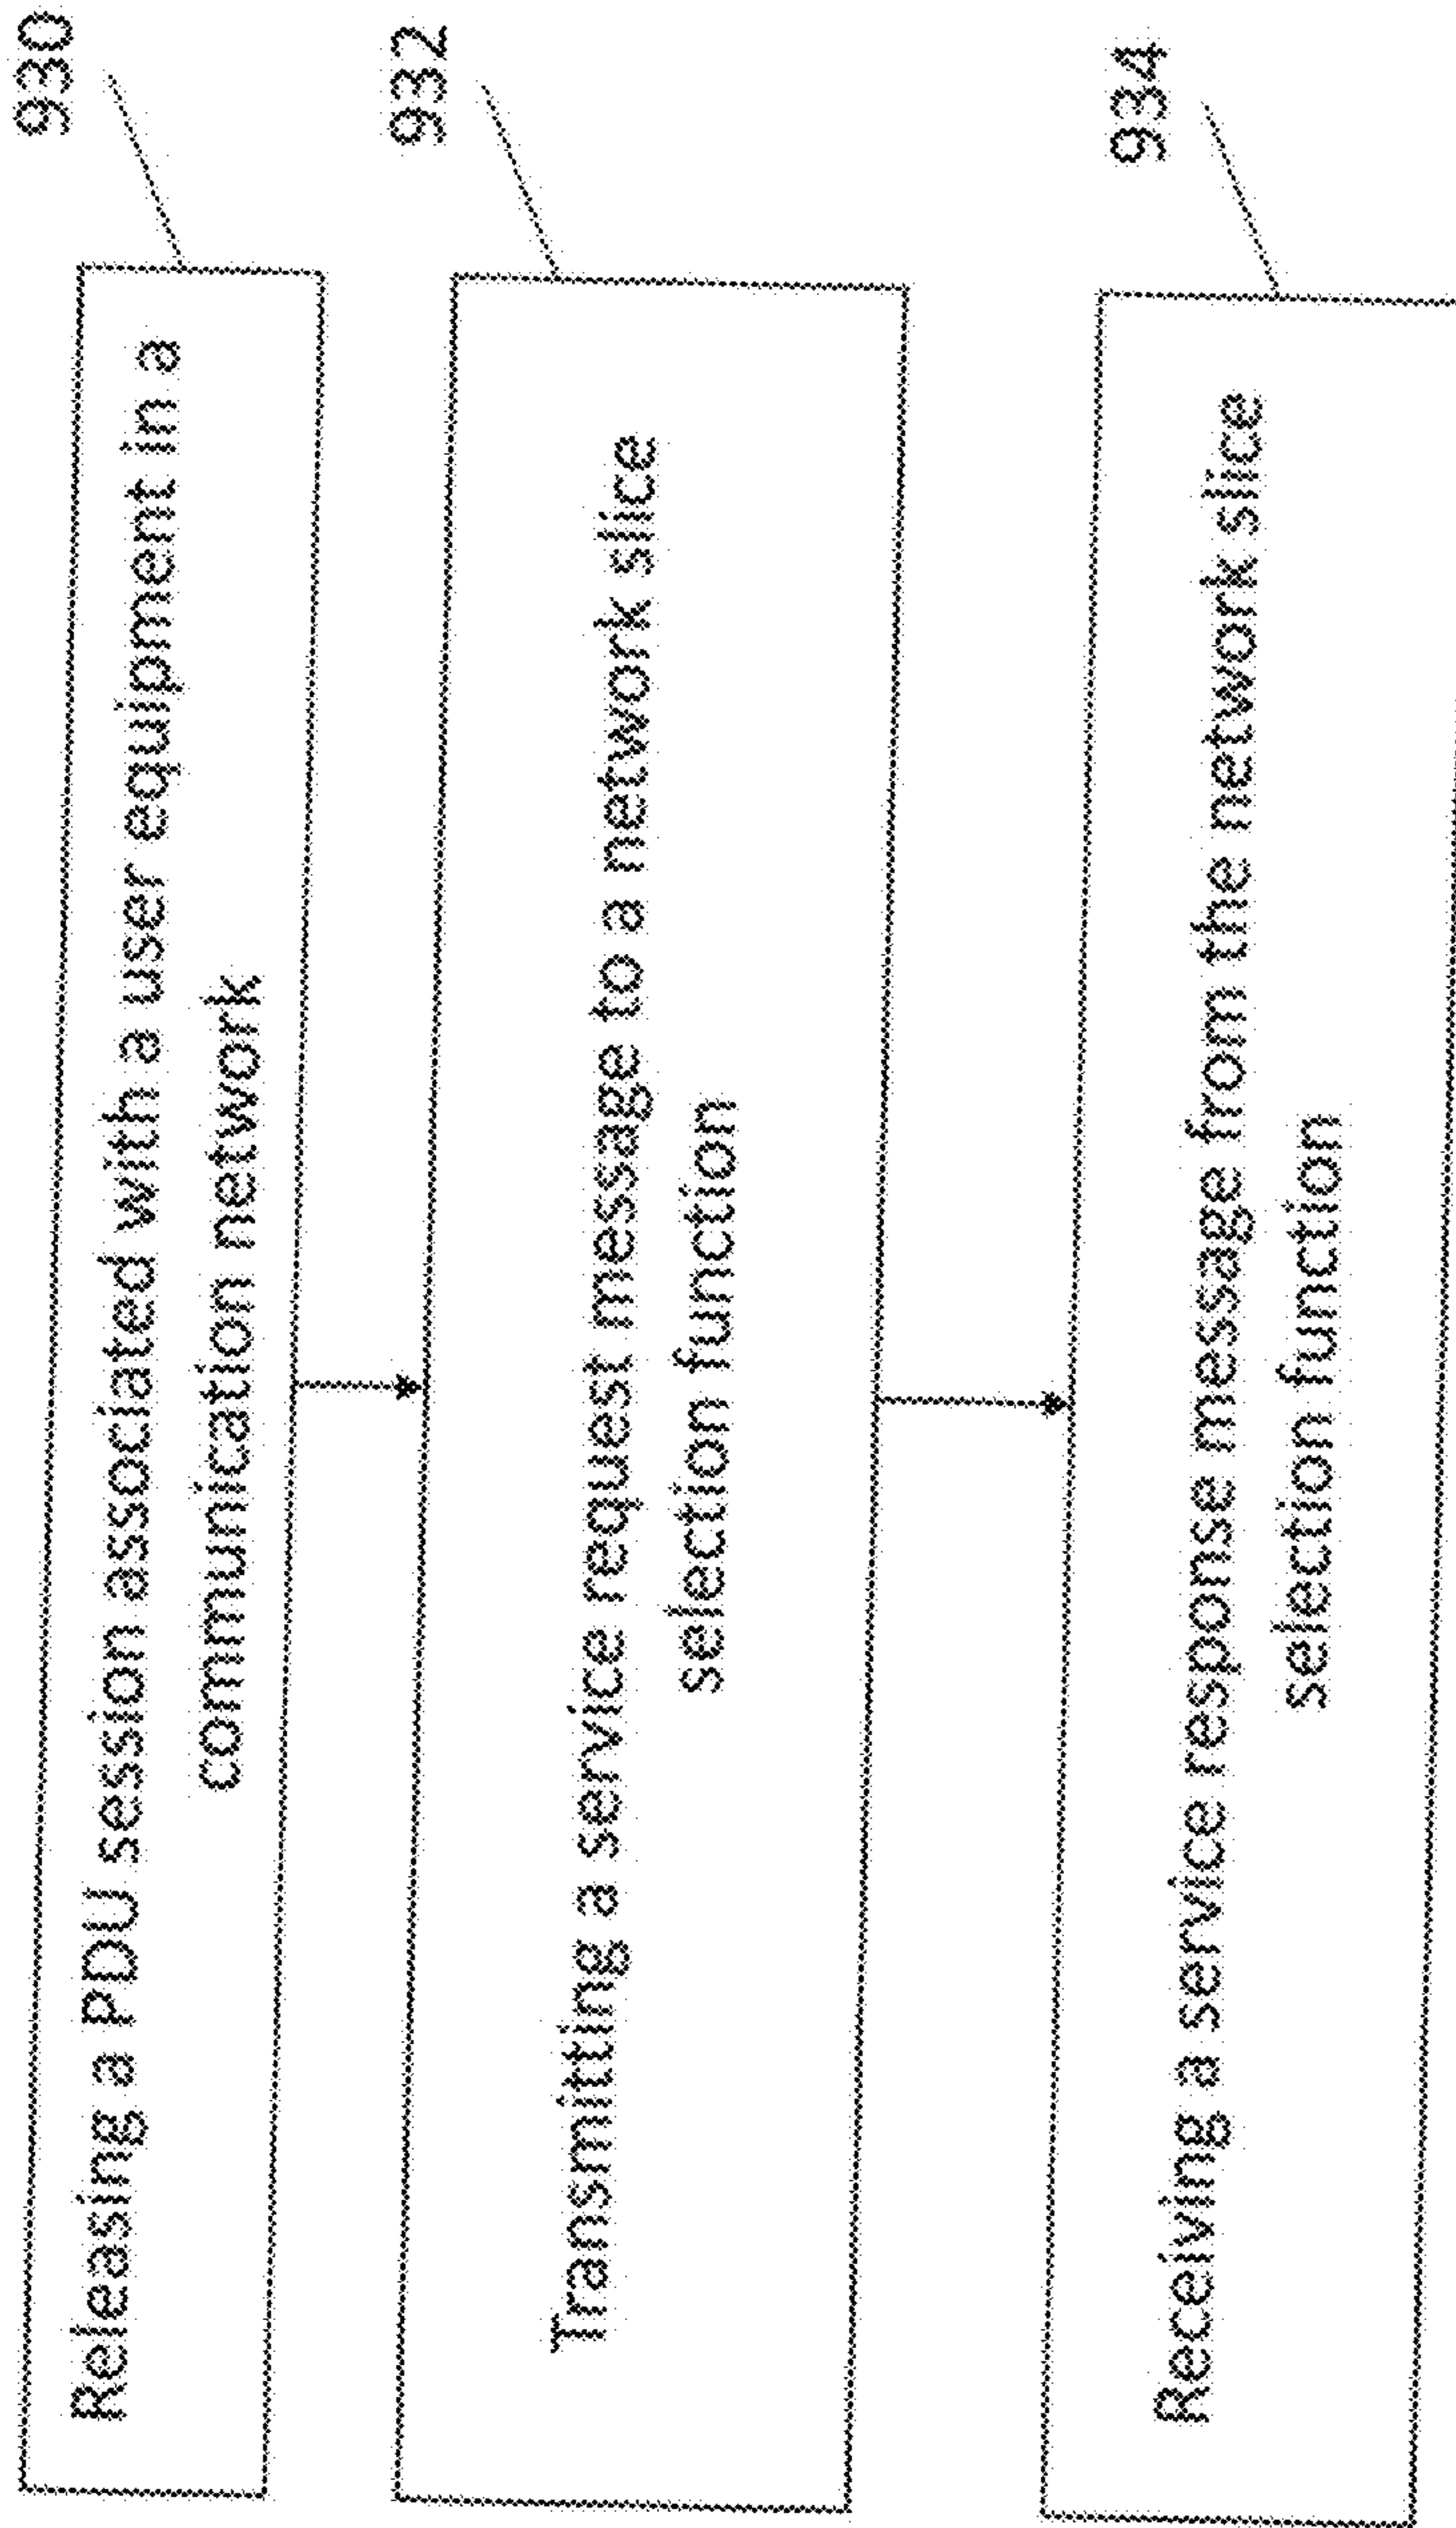 930
Releasing a PDU session associated with a user equipment in a
communication network
932
Transmitting a service request message to a network slice
selection function
934
Receiving a service response message from the network slice
selection function